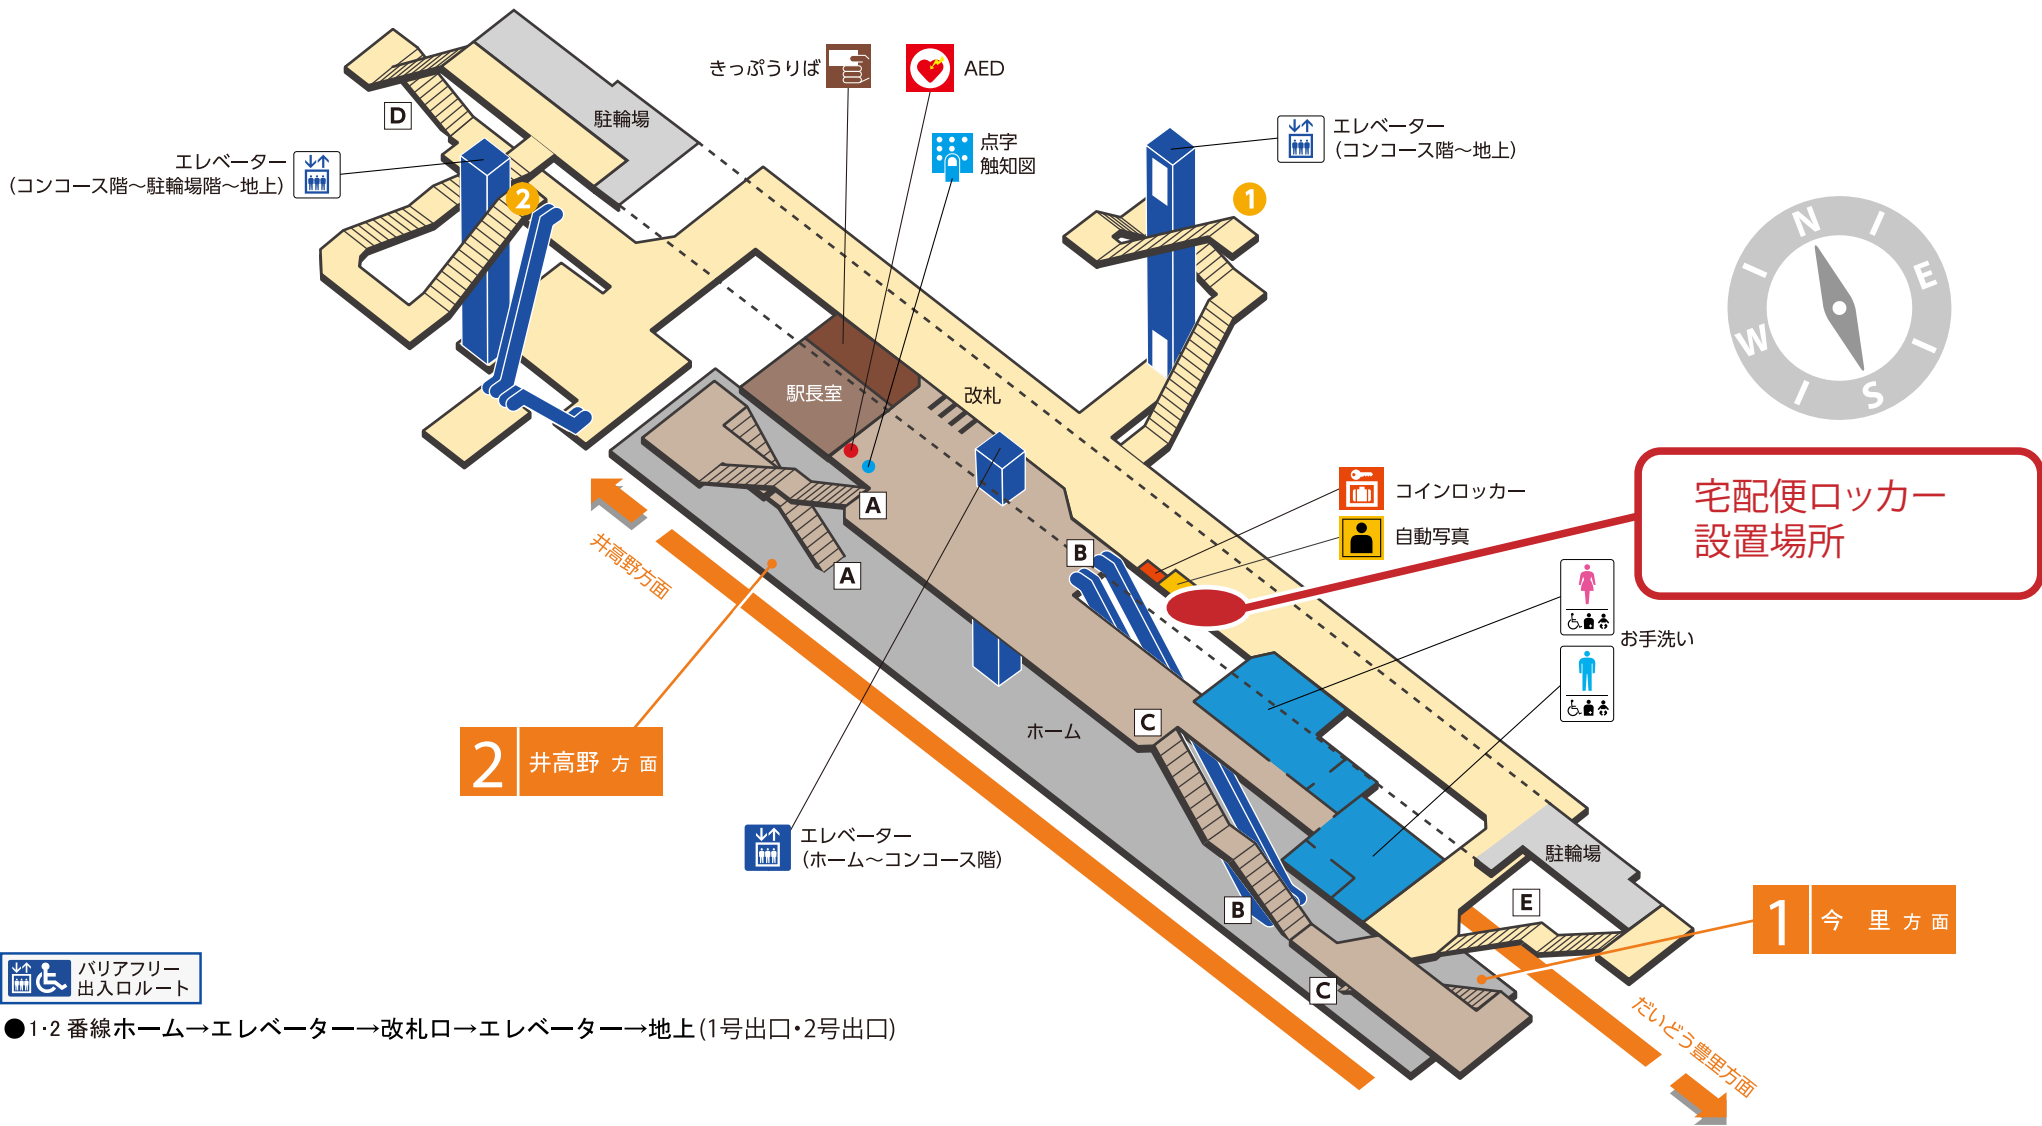 きっぷうりば
AED
点字
触知図
駐輪場
D
エレベーター
(コンコース階～駐輪場階～地上)
2
エレベーター
(コンコース階～地上)
1
N
E
S
W
駅長室
改札
A
A
B
コインロッカー
自動写真
宅配便ロッカー
設置場所
お手洗い
井高野方面
2 井高野 方面
ホーム
C
エレベーター
(ホーム～コンコース階)
B
C
駐輪場
E
1 今里方面
だいどう豊里方面
バリアフリー
出入口ルート
●1・2 番線ホーム→エレベーター→改札口→エレベーター→地上(1号出口・2号出口)